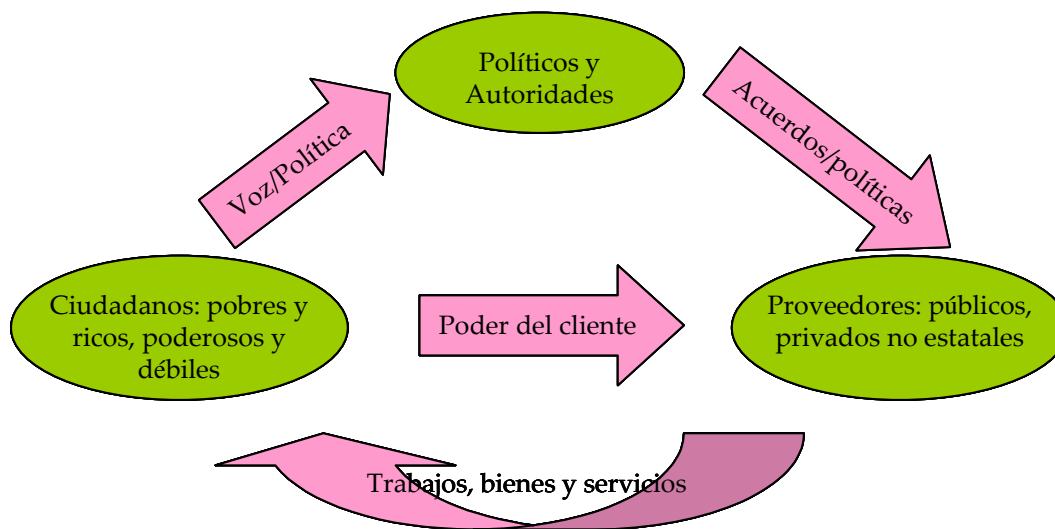 Políticos y
Autoridades
Voz/Política
Acuerdos/políticas
Ciudadanos: pobres y
ricos, poderosos y
débiles
Poder del cliente
Proveedores: públicos,
privados no estatales
Trabajos, bienes y servicios